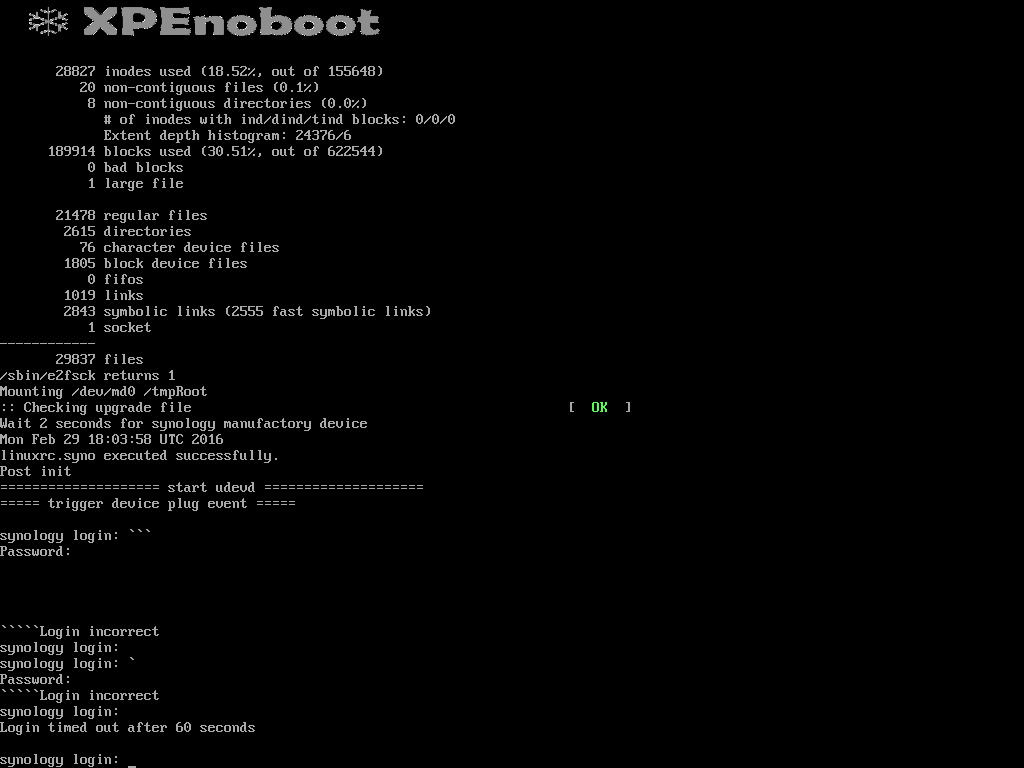 XPEnoboot
28827 inodes used (18.52%, out of 155648)
20 non-contiguous files (0.1%)
8 non-contiguous directories (0.0%)
# of inodes with ind/dind/tind blocks: 0/0/0
Extent depth histogram: 24376/6
189914 blocks used (30.51%, out of 622544)
0 bad blocks
1 large file
21478 regular files
2615 directories
76 character device files
1805 block device files
0 fifos
1019 links
2843 symbolic links (2555 fast symbolic links)
1 socket
------------
29837 files
/sbin/e2fsck returns 1
Mounting /dev/md0 /tmpRoot
:: Checking upgrade file [ OK ]
Wait 2 seconds for synology manufactory device
Mon Feb 29 18:03:58 UTC 2016
linuxrc.syno executed successfully.
Post init
==================== start udevd ====================
===== trigger device plug event =====
synology login: ```
Password:
`````Login incorrect
synology login:
synology login: `
Password:
`````Login incorrect
synology login:
Login timed out after 60 seconds
synology login: _